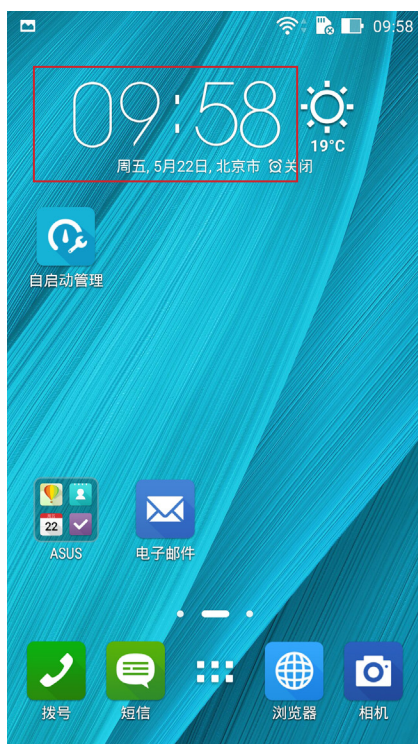 09:58
09:58
19°C
周五, 5月22日, 北京市 关闭
自启动管理
22
ASUS
电子邮件
拨号
短信
浏览器
相机